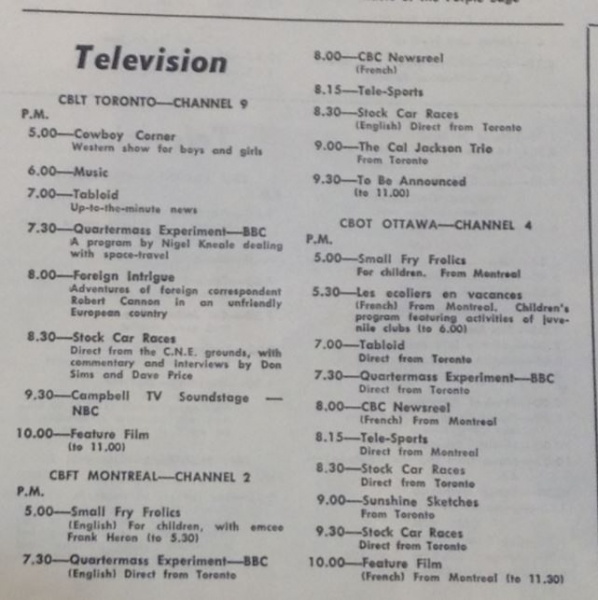 Television
CBLT TORONTO—CHANNEL 9
P.M.
5.00—Cowboy Corner
Western show for boys and girls
6.00—Music
7.00—Tabloid
Up-to-the-minute news
7.30—Quartermass Experiment—BBC
A program by Nigel Kneale dealing
with space-travel
8.00—Foreign Intrigue
Adventures of foreign correspondent
Robert Cannon in an unfriendly
European country
8.30—Stock Car Races
Direct from the C.N.E. grounds, with
commentary and interviews by Don
Sims and Dave Price
9.30—Campbell TV Soundstage —
NBC
10.00—Feature Film
(to 11.00)
CBFT MONTREAL—CHANNEL 2
P.M.
5.00—Small Fry Frolics
(English) For children, with emcee
Frank Heron (to 5.30)
7.30—Quartermass Experiment—BBC
(English) Direct from Toronto
8.00—CBC Newsreel
(French)
8.15—Tele-Sports
8.30—Stock Car Races
(English) Direct from Toronto
9.00—The Cal Jackson Trio
From Toronto
9.30—To Be Announced
(to 11.00)
CBOT OTTAWA—CHANNEL 4
P.M.
5.00—Small Fry Frolics
For children. From Montreal
5.30—Les ecoliers en vacances
(French) From Montreal. Children's
program featuring activities of juve-
nile clubs (to 6.00)
7.00—Tabloid
Direct from Toronto
7.30—Quartermass Experiment—BBC
Direct from Toronto
8.00—CBC Newsreel
(French) From Montreal
8.15—Tele-Sports
Direct from Montreal
8.30—Stock Car Races
Direct from Toronto
9.00—Sunshine Sketches
From Toronto
9.30—Stock Car Races
Direct from Toronto
10.00—Feature Film
(French) From Montreal (to 11.30)